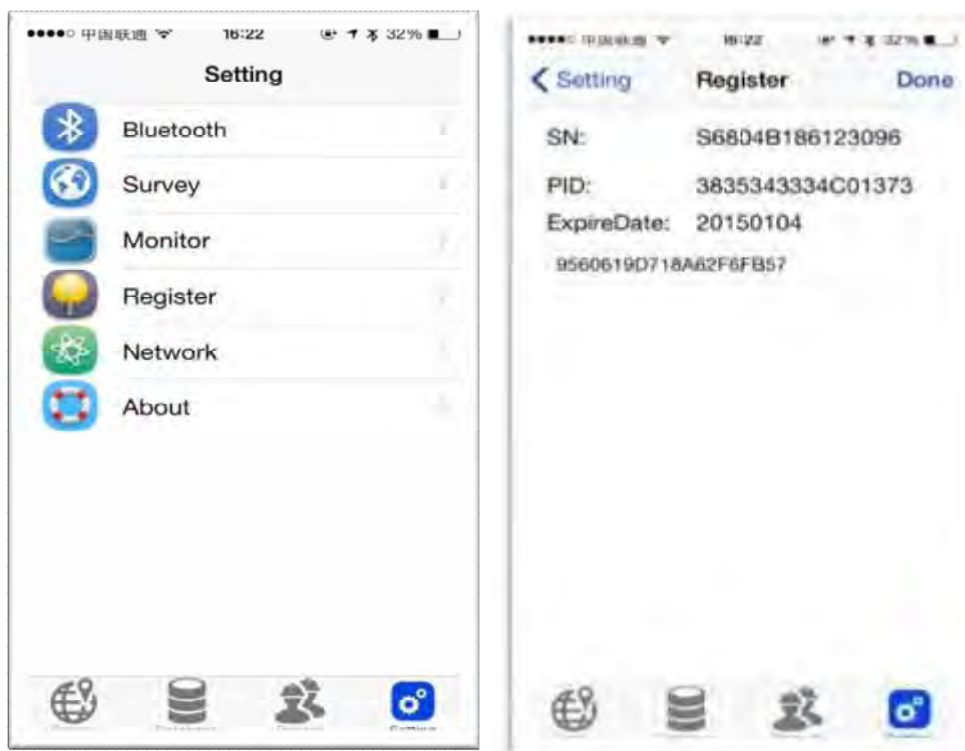 中国联通 16:22 32%
Setting
Bluetooth
Survey
Monitor
Register
Network
About
中国联通 16:22 32%
Setting Register Done
SN: S6804B186123096
PID: 3835343334C01373
ExpireDate: 20150104
9560619D718A62F6FB57